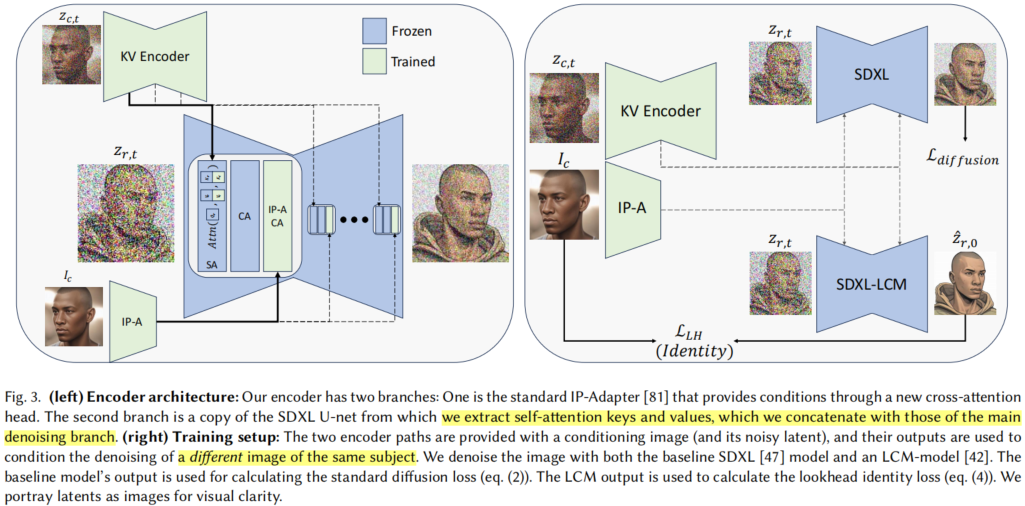 z_{c,t}
KV Encoder
Frozen
Trained
z_{r,t}
Attn( , , )
SA
CA
IP-A
CA
I_c
IP-A
z_{c,t}
KV Encoder
I_c
IP-A
z_{r,t}
SDXL
ℒ_{diffusion}
z_{r,t}
ẑ_{r,0}
SDXL-LCM
ℒ_{LH}
(Identity)
Fig. 3. (left) Encoder architecture: Our encoder has two branches: One is the standard IP-Adapter [81] that provides conditions through a new cross-attention
head. The second branch is a copy of the SDXL U-net from which we extract self-attention keys and values, which we concatenate with those of the main
denoising branch. (right) Training setup: The two encoder paths are provided with a conditioning image (and its noisy latent), and their outputs are used to
condition the denoising of a different image of the same subject. We denoise the image with both the baseline SDXL [47] model and an LCM-model [42]. The
baseline model's output is used for calculating the standard diffusion loss (eq. (2)). The LCM output is used to calculate the lookhead identity loss (eq. (4)). We
portray latents as images for visual clarity.